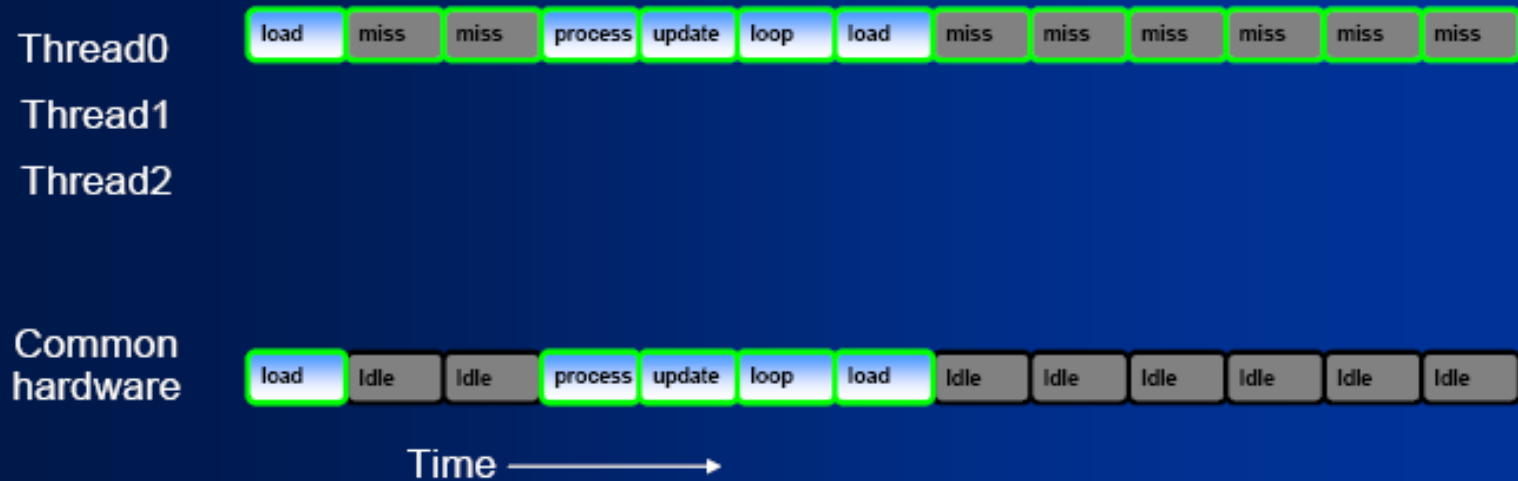 Thread0 load miss miss process update loop load miss miss miss miss miss miss
Thread1
Thread2
Common
hardware load Idle Idle process update loop load Idle Idle Idle Idle Idle Idle
Time